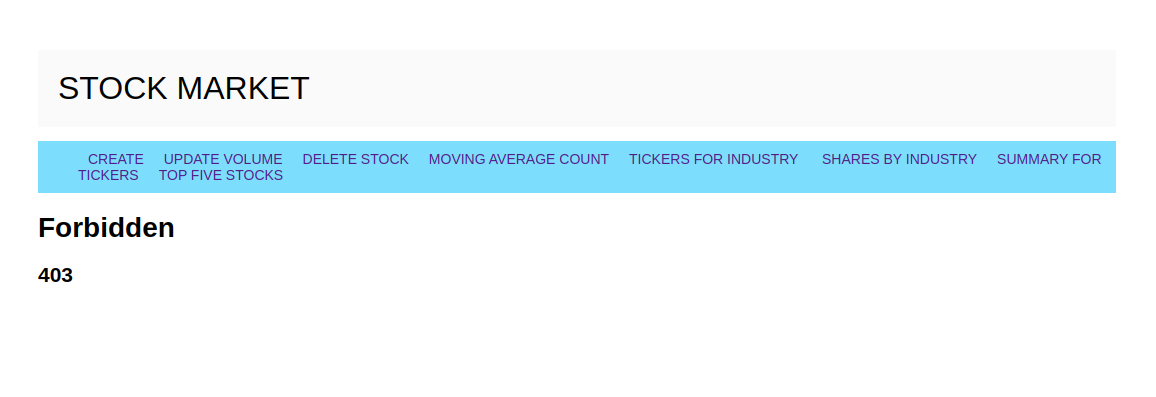 STOCK MARKET
CREATE UPDATE VOLUME DELETE STOCK MOVING AVERAGE COUNT TICKERS FOR INDUSTRY SHARES BY INDUSTRY SUMMARY FOR
TICKERS TOP FIVE STOCKS
Forbidden
403